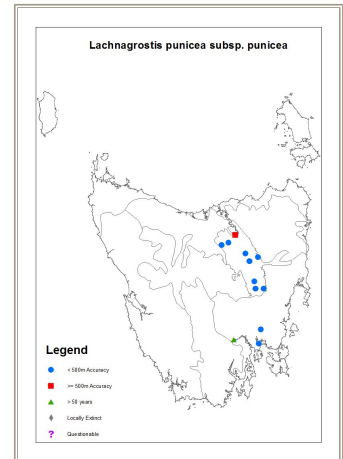 Lachnagrostis punicea subsp. punicea
Legend
< 500m Accuracy
>= 500m Accuracy
> 50 years
Locally Extinct
? Questionable